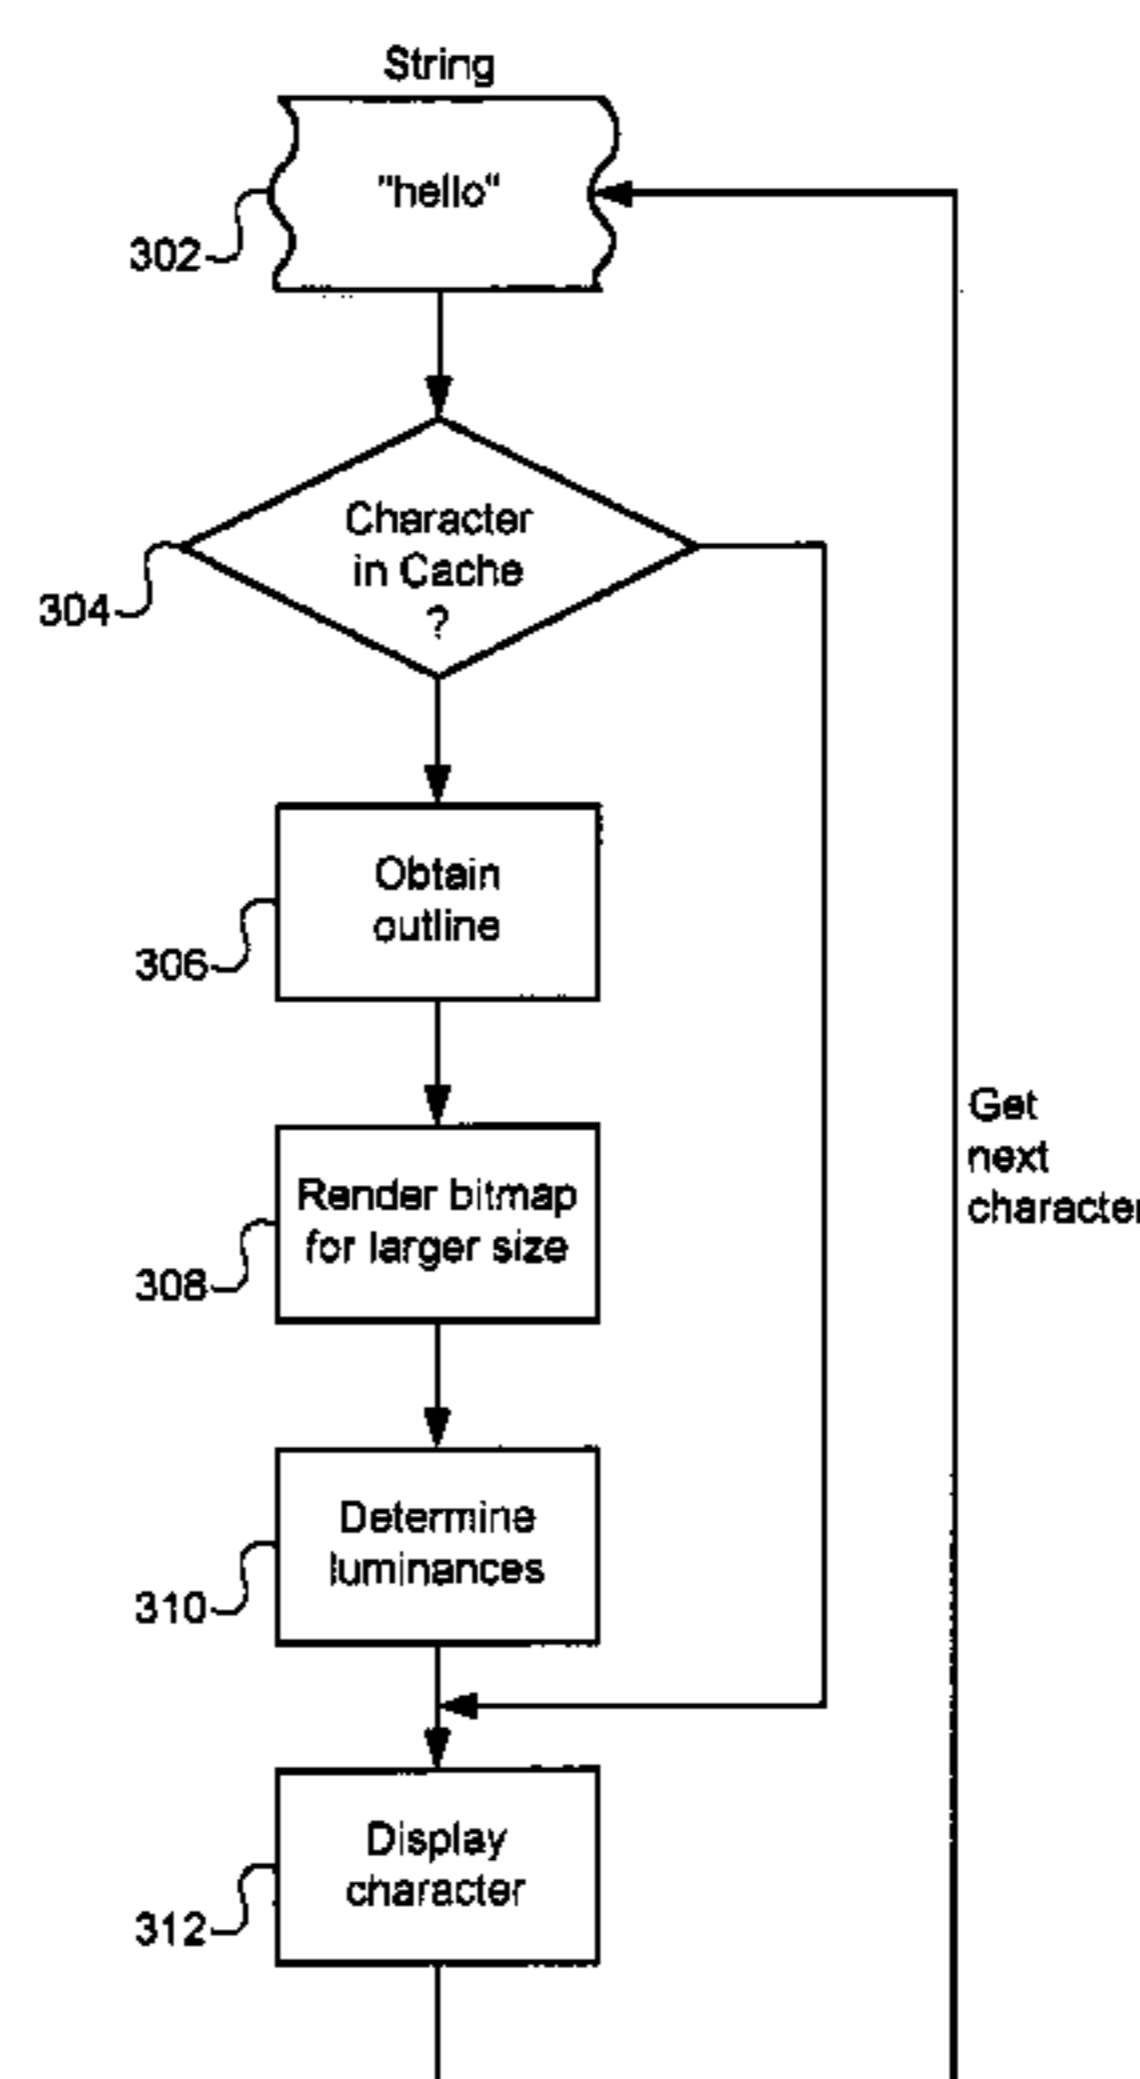 String
"hello"
302
Character
in Cache
?
304
Obtain
outline
306
Render bitmap
for larger size
308
Get
next
character
Determine
luminances
310
Display
character
312